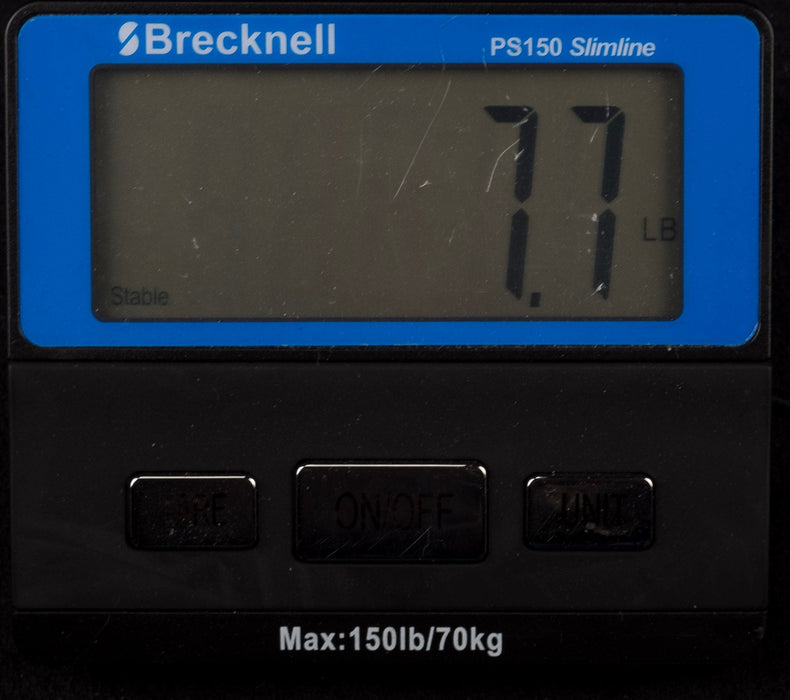 Brecknell
PS150 Slimline
7.7
LB
Stable
TARE
ON/OFF
UNIT
Max:150lb/70kg